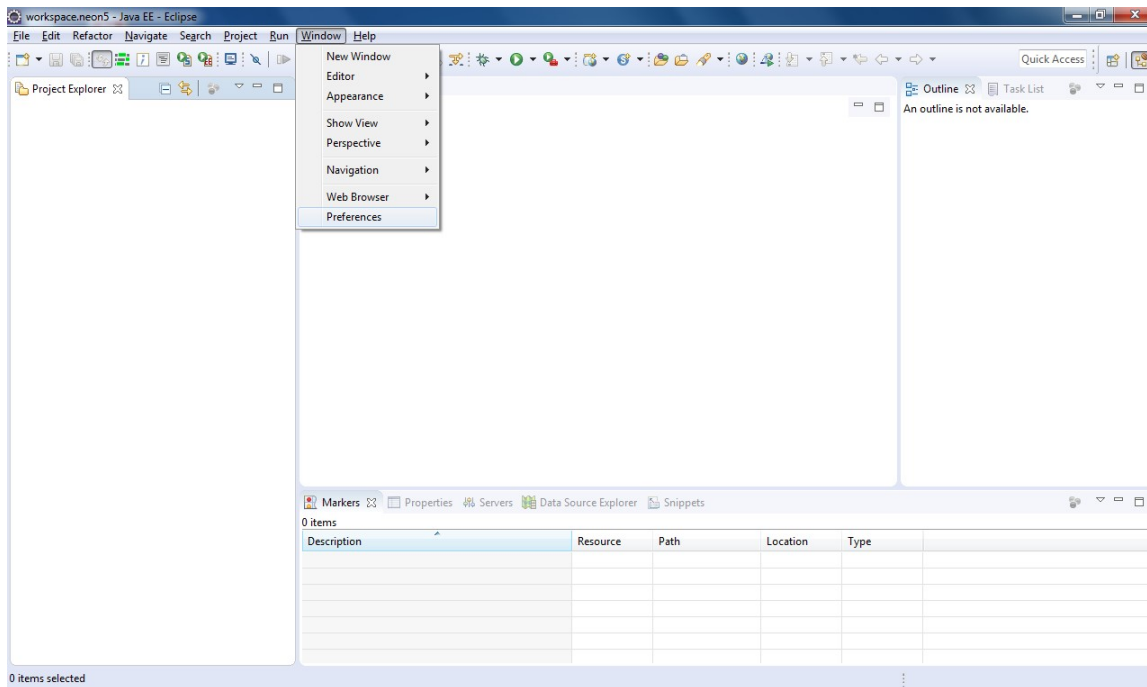 workspace.neon5 - Java EE - Eclipse
File Edit Refactor Navigate Search Project Run Window Help
New Window
Editor
Appearance
Show View
Perspective
Navigation
Web Browser
Preferences
Quick Access
Project Explorer
Outline Task List
An outline is not available.
Markers Properties Servers Data Source Explorer Snippets
0 items
Description Resource Path Location Type
0 items selected